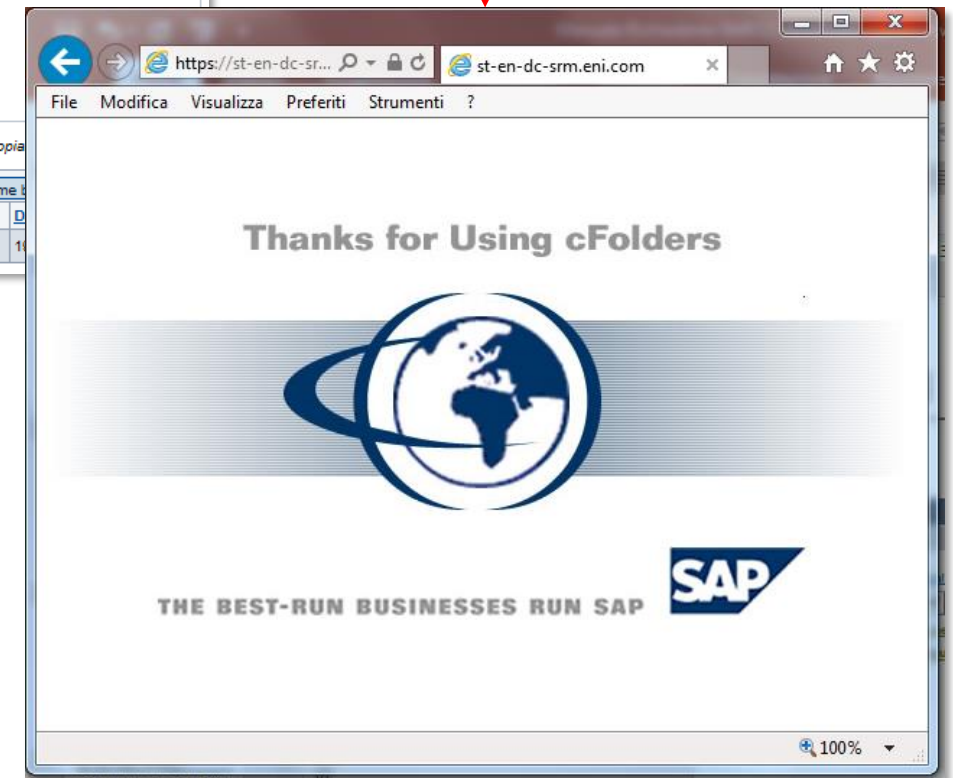 https://st-en-dc-sr...
st-en-dc-srm.eni.com
File Modifica Visualizza Preferiti Strumenti ?
Thanks for Using cFolders
THE BEST-RUN BUSINESSES RUN SAP
SAP
100%